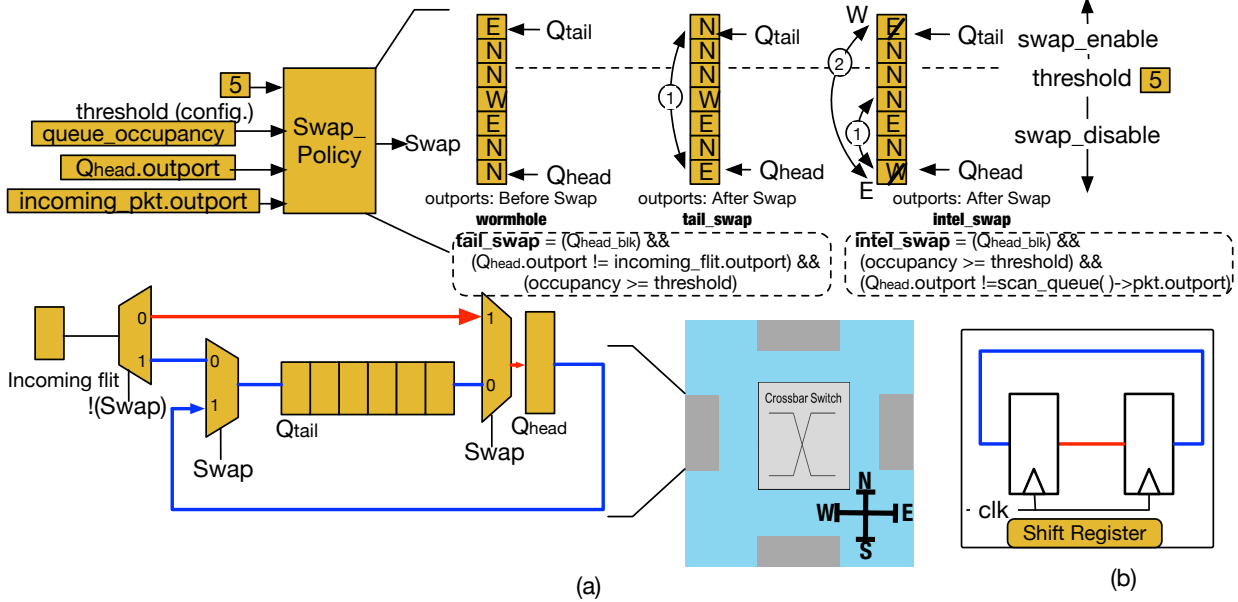 5
threshold (config.)
queue_occupancy
Qhead.outport
incoming_pkt.outport
Swap_
Policy
Swap
E
N
N
W
E
N
N
Qtail
Qhead
outports: Before Swap
wormhole
N
N
N
W
E
N
E
1
Qtail
Qhead
outports: After Swap
tail_swap
W
E
N
N
N
E
N
W
2
1
E
Qtail
Qhead
outports: After Swap
intel_swap
swap_enable
threshold 5
swap_disable
tail_swap = (Qhead_blk) &&
(Qhead.outport != incoming_flit.outport) &&
(occupancy >= threshold)
intel_swap = (Qhead_blk) &&
(occupancy >= threshold) &&
(Qhead.outport !=scan_queue( )->pkt.outport)
Incoming flit
0
1
!(Swap)
0
1
Swap
Qtail
1
0
Swap
Qhead
Crossbar Switch
N
W E
S
(a)
clk
Shift Register
(b)